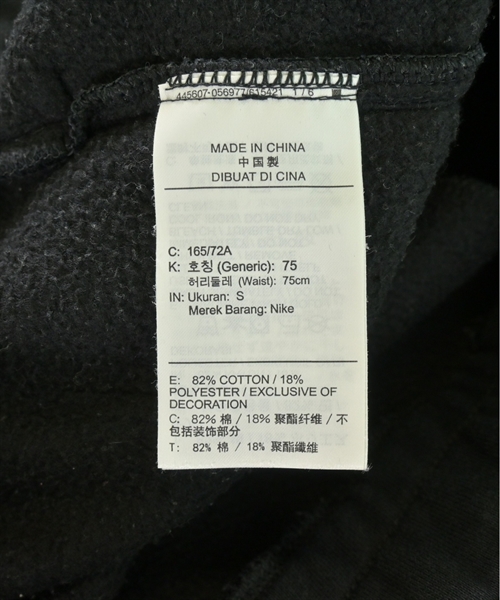 445607-056977/615421 1 / 6
MADE IN CHINA
中国製
DIBUAT DI CINA
C: 165/72A
K: 호칭 (Generic): 75
허리둘레 (Waist): 75cm
IN: Ukuran: S
Merek Barang: Nike
E: 82% COTTON / 18%
POLYESTER / EXCLUSIVE OF
DECORATION
C: 82% 棉 / 18% 聚酯纤维 / 不
包括装饰部分
T: 82% 棉 / 18% 聚酯纖維